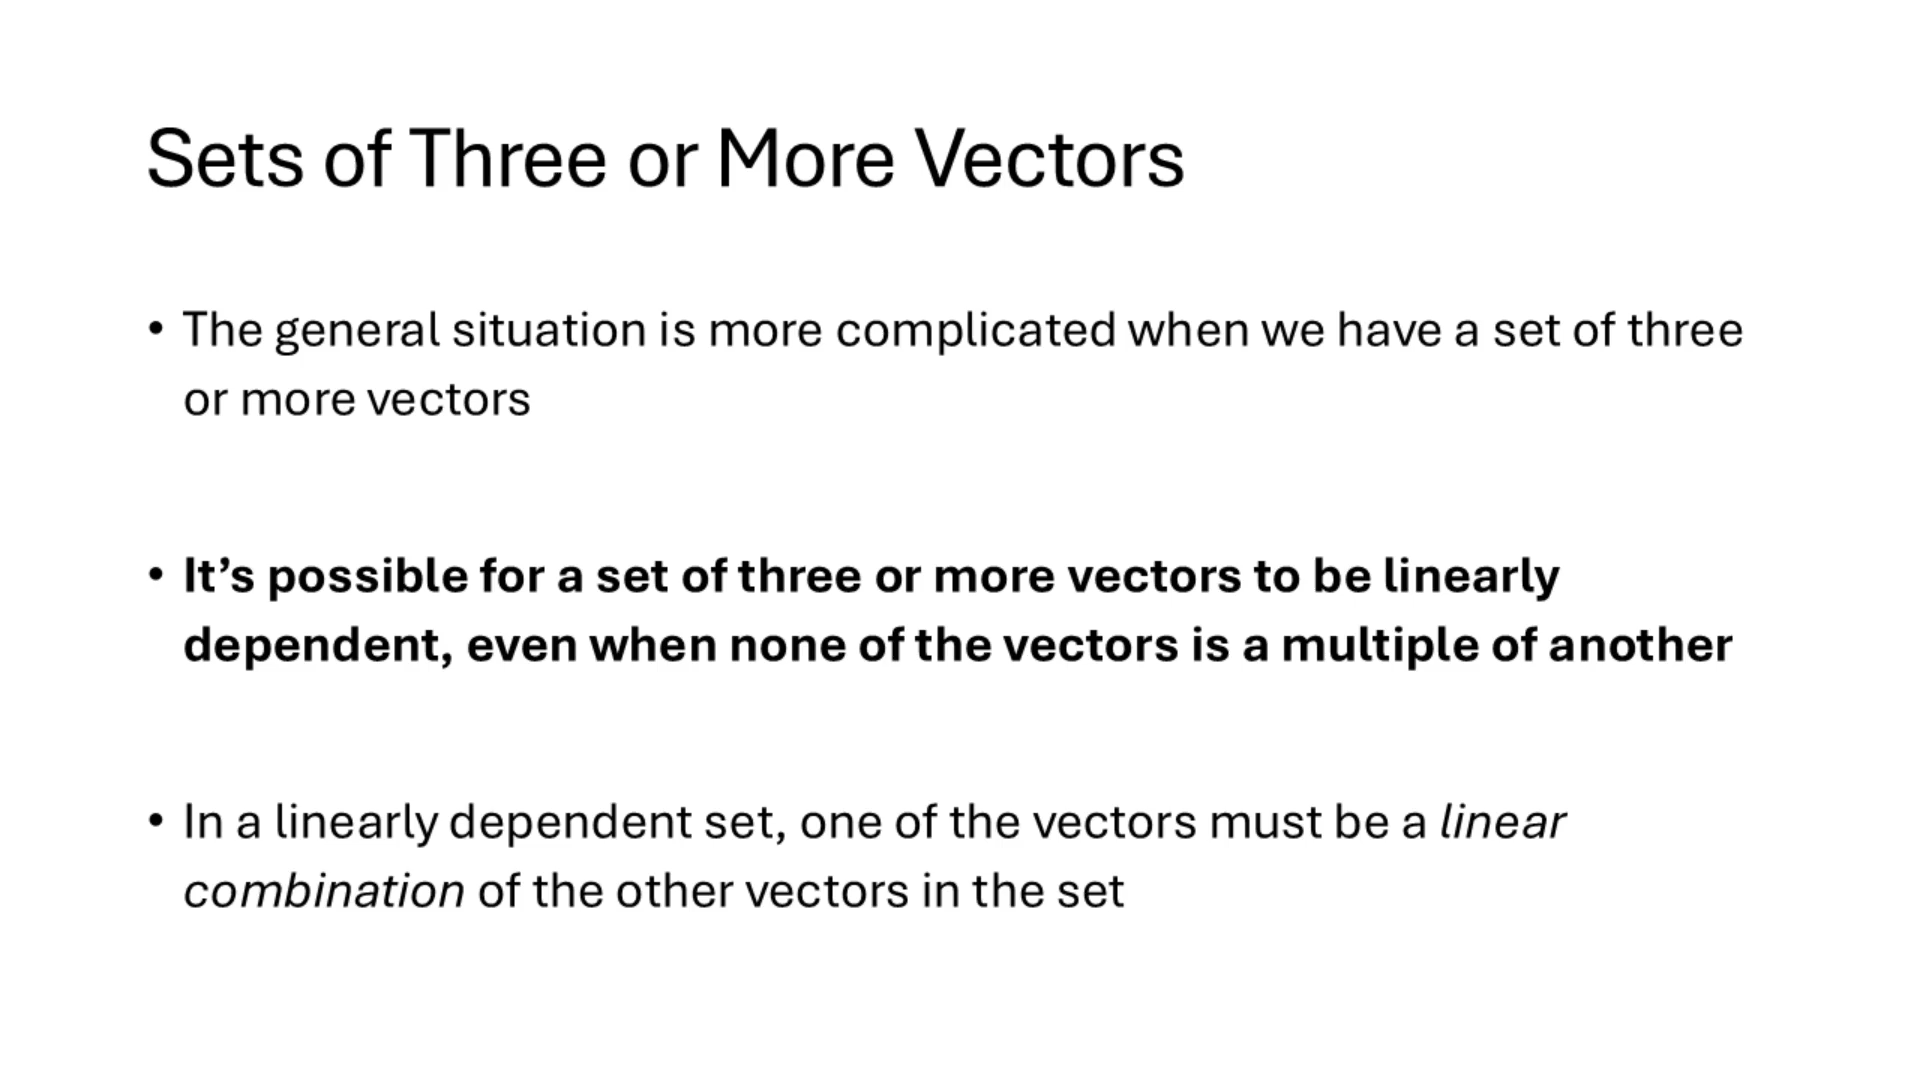 Sets of Three or More Vectors
• The general situation is more complicated when we have a set of three
or more vectors
• It’s possible for a set of three or more vectors to be linearly
dependent, even when none of the vectors is a multiple of another
• In a linearly dependent set, one of the vectors must be a linear
combination of the other vectors in the set